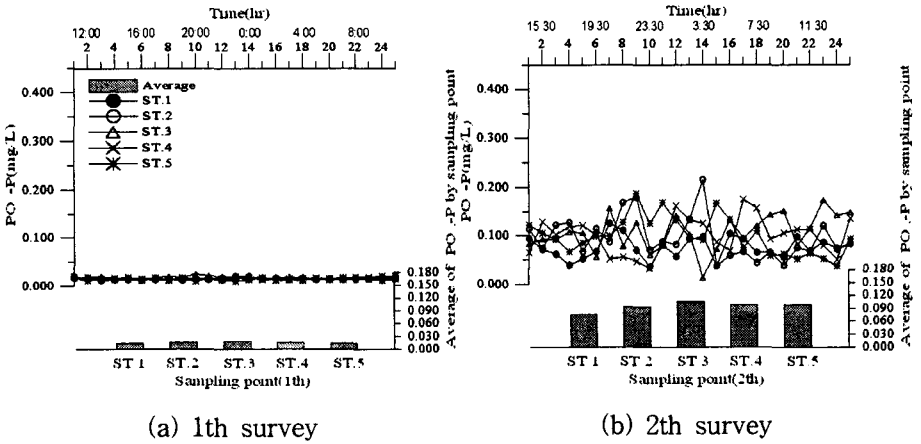 Time(hr)
12:00 16:00 20:00 0:00 4:00 8:00
2 4 6 8 10 12 14 16 18 20 22 24
0.400
0.300
0.200
0.100
0.000
PO -P(mg/L)
Average
ST.1
ST.2
ST.3
ST.4
ST.5
0.180
0.150
0.120
0.090
0.060
0.030
0.000
Average of PO.-P by sampling point
ST.1 ST.2 ST.3 ST.4 ST.5
Sampling point(1th)
(a) 1th survey
Time(hr)
15 30 19 30 23:30 3:30 7 30 11:30
2 4 6 8 10 12 14 16 18 20 22 24
0.400
0.300
0.200
0.100
0.000
PO -P(mg/L)
0.180
0.150
0.120
0.090
0.060
0.030
0.000
Average of PO.-P by sampling point
ST 1 ST 2 ST 3 ST 4 ST.5
Sampling point(2th)
(b) 2th survey